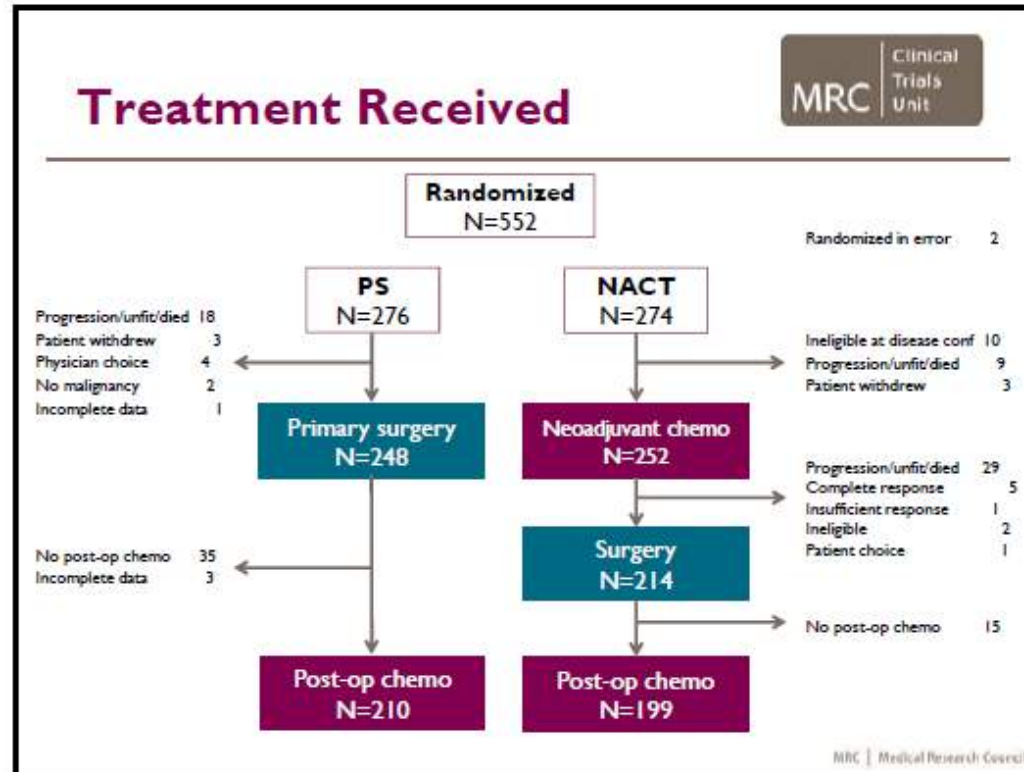 Treatment Received
MRC
Clinical
Trials
Unit
Randomized
N=552
Randomized in error 2
PS
N=276
NACT
N=274
Progression/unfit/died 18
Patient withdrew 3
Physician choice 4
No malignancy 2
Incomplete data 1
Ineligible at disease conf 10
Progression/unfit/died 9
Patient withdrew 3
Primary surgery
N=248
Neoadjuvant chemo
N=252
Progression/unfit/died 29
Complete response 5
Insufficient response 1
Ineligible 2
Patient choice 1
No post-op chemo 35
Incomplete data 3
Surgery
N=214
No post-op chemo 15
Post-op chemo
N=210
Post-op chemo
N=199
MRC | Medical Research Council